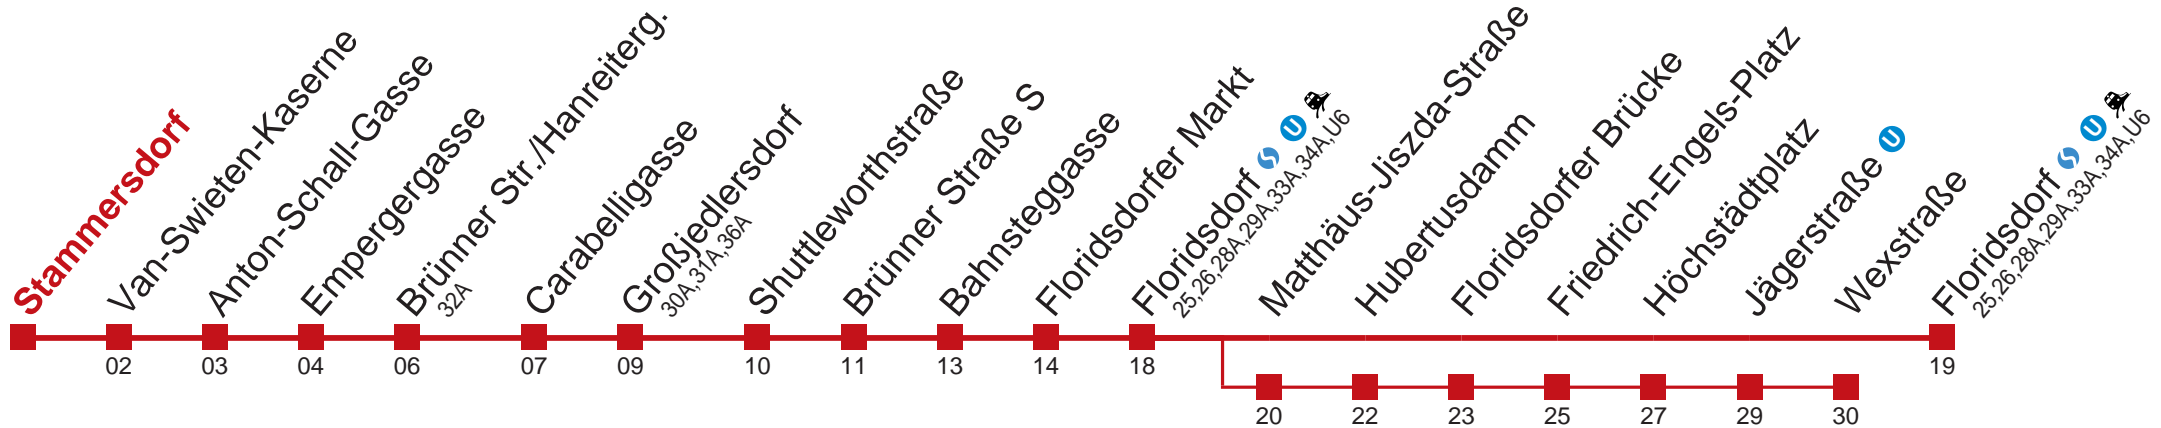 Stammersdorf
Van-Swieten-Kaserne
Anton-Schall-Gasse
Empergergasse
Brünner Str./Hanreiterg.
32A
Carabelligasse
Großjedlersdorf
30A,31A,36A
Shuttleworthstraße
Brünner Straße S
Bahnsteggasse
Floridsdorfer Markt
Floridsdorf S U
25,26,28A,29A,33A,34A,U6
Matthäus-Jiszda-Straße
Hubertusdamm
Floridsdorfer Brücke
Friedrich-Engels-Platz
Höchstädtplatz
Jägerstraße U
Wexstraße
Floridsdorf S U
25,26,28A,29A,33A,34A,U6
02 03 04 06 07 09 10 11 13 14 18 19
20 22 23 25 27 29 30